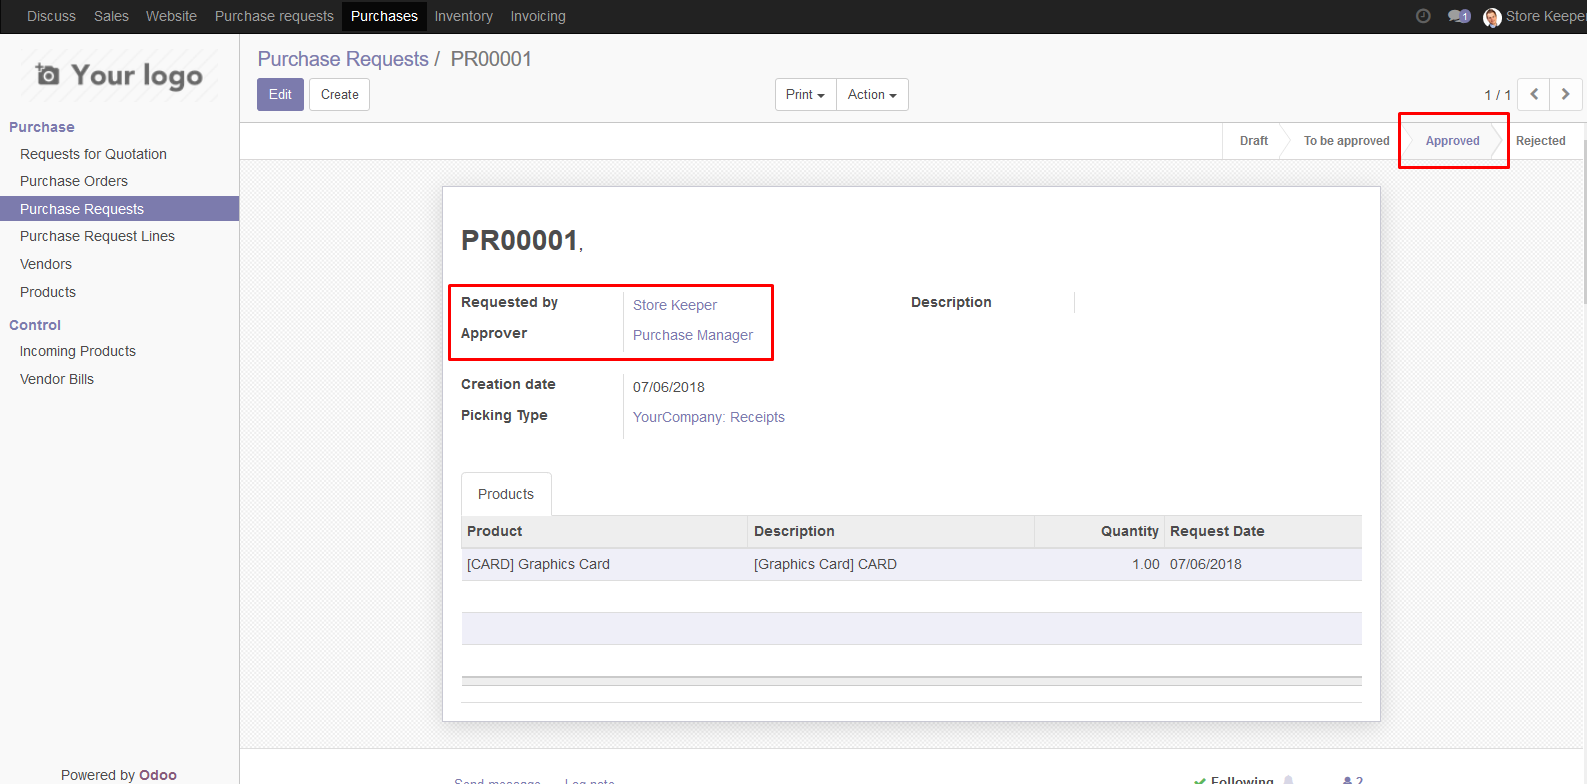 Discuss Sales Website Purchase requests Purchases Inventory Invoicing 1 Store Keeper
Your logo
Purchase Requests / PR00001
Edit Create Print Action 1 / 1
Purchase
Requests for Quotation
Purchase Orders
Purchase Requests
Purchase Request Lines
Vendors
Products
Control
Incoming Products
Vendor Bills
Powered by Odoo
Draft To be approved Approved Rejected
PR00001,
Requested by Store Keeper Description
Approver Purchase Manager
Creation date 07/06/2018
Picking Type YourCompany: Receipts
Products
Product Description Quantity Request Date
[CARD] Graphics Card [Graphics Card] CARD 1.00 07/06/2018
Send message Log note Following 2